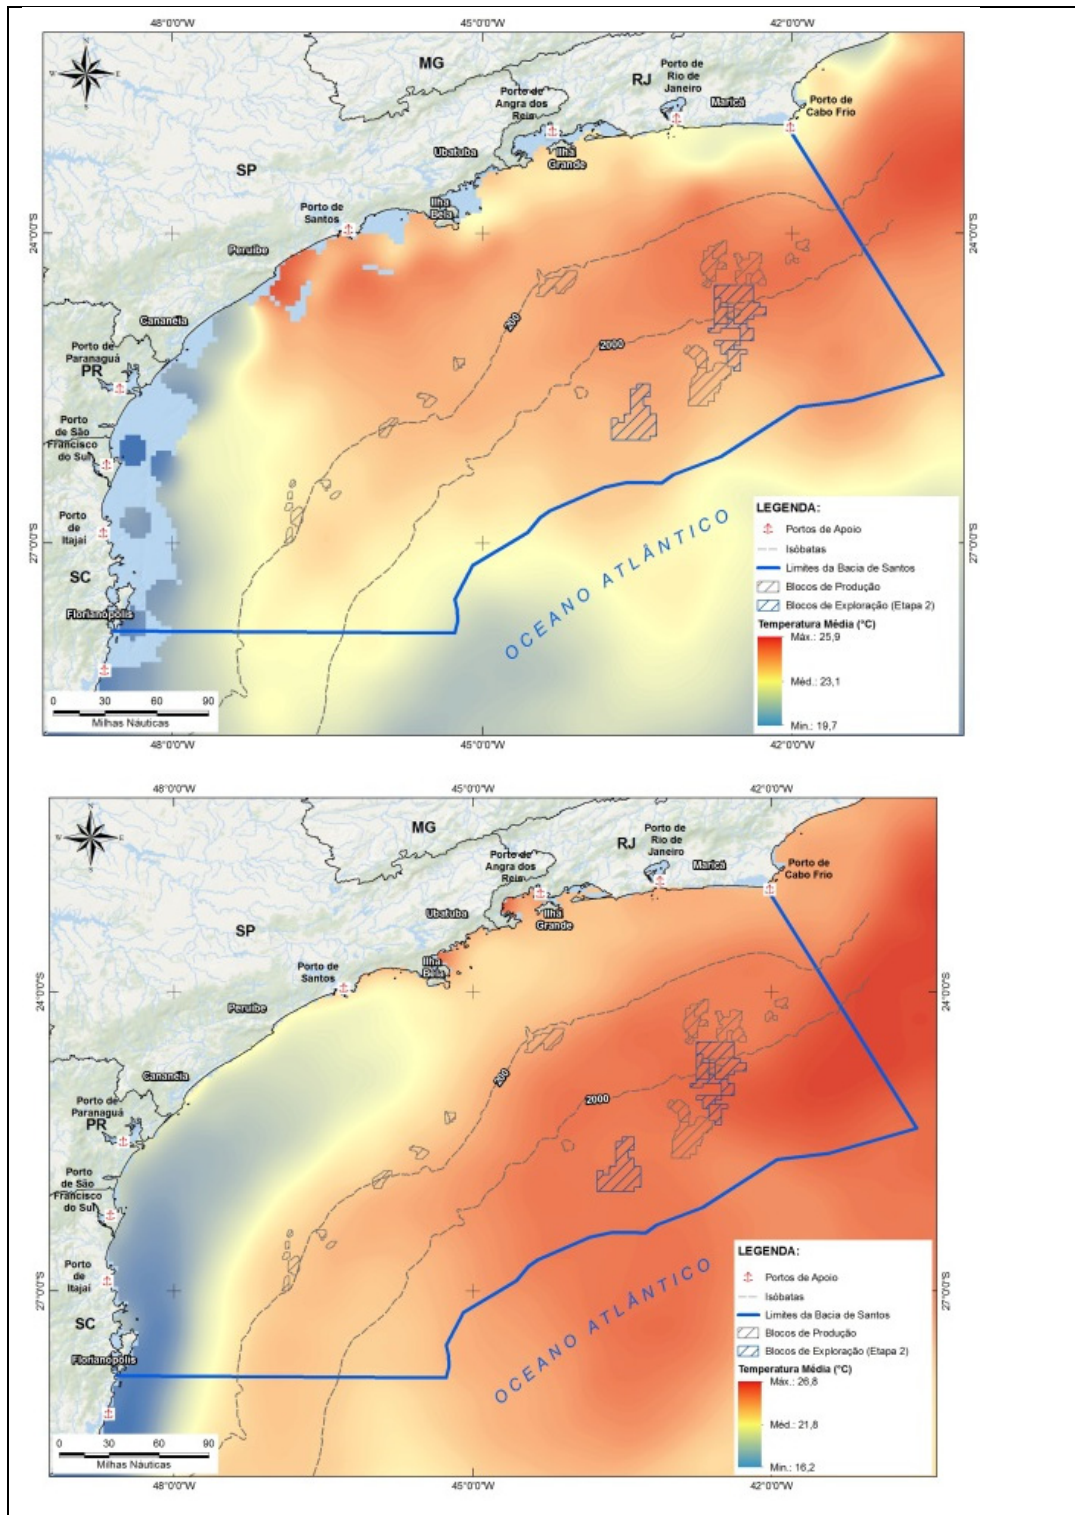 48°0'0"W 45°0'0"W 42°0'0"W
N
W E
S
MG
RJ
Porto de
Rio de
Janeiro
Maricá
Porto de
Cabo Frio
Porto de
Angra dos
Reis
Ubatuba
Ilha
Grande
SP
Ilha
Bela
Porto de
Santos
Peruíbe
24°0'0"S 24°0'0"S
Cananéia
200
2000
Porto de
Paranaguá
PR
Porto
de São
Francisco
do Sul
Porto
de
Itajaí
SC
Florianópolis
27°0'0"S 27°0'0"S
OCEANO ATLÂNTICO
LEGENDA:
Portos de Apoio
Isóbatas
Limites da Bacia de Santos
Blocos de Produção
Blocos de Exploração (Etapa 2)
Temperatura Média (°C)
Máx.: 25,9
Méd.: 23,1
Min.: 19,7
0 30 60 90
Milhas Náuticas
48°0'0"W 45°0'0"W 42°0'0"W
48°0'0"W 45°0'0"W 42°0'0"W
N
W E
S
MG
RJ
Porto de
Rio de
Janeiro
Maricá
Porto de
Cabo Frio
Porto de
Angra dos
Reis
Ubatuba
Ilha
Grande
SP
Ilha
Bela
Porto de
Santos
Peruíbe
24°0'0"S 24°0'0"S
Cananéia
200
2000
Porto de
Paranaguá
PR
Porto
de São
Francisco
do Sul
Porto
de
Itajaí
SC
Florianópolis
27°0'0"S 27°0'0"S
OCEANO ATLÂNTICO
LEGENDA:
Portos de Apoio
Isóbatas
Limites da Bacia de Santos
Blocos de Produção
Blocos de Exploração (Etapa 2)
Temperatura Média (°C)
Máx.: 26,8
Méd.: 21,8
Min.: 16,2
0 30 60 90
Milhas Náuticas
48°0'0"W 45°0'0"W 42°0'0"W